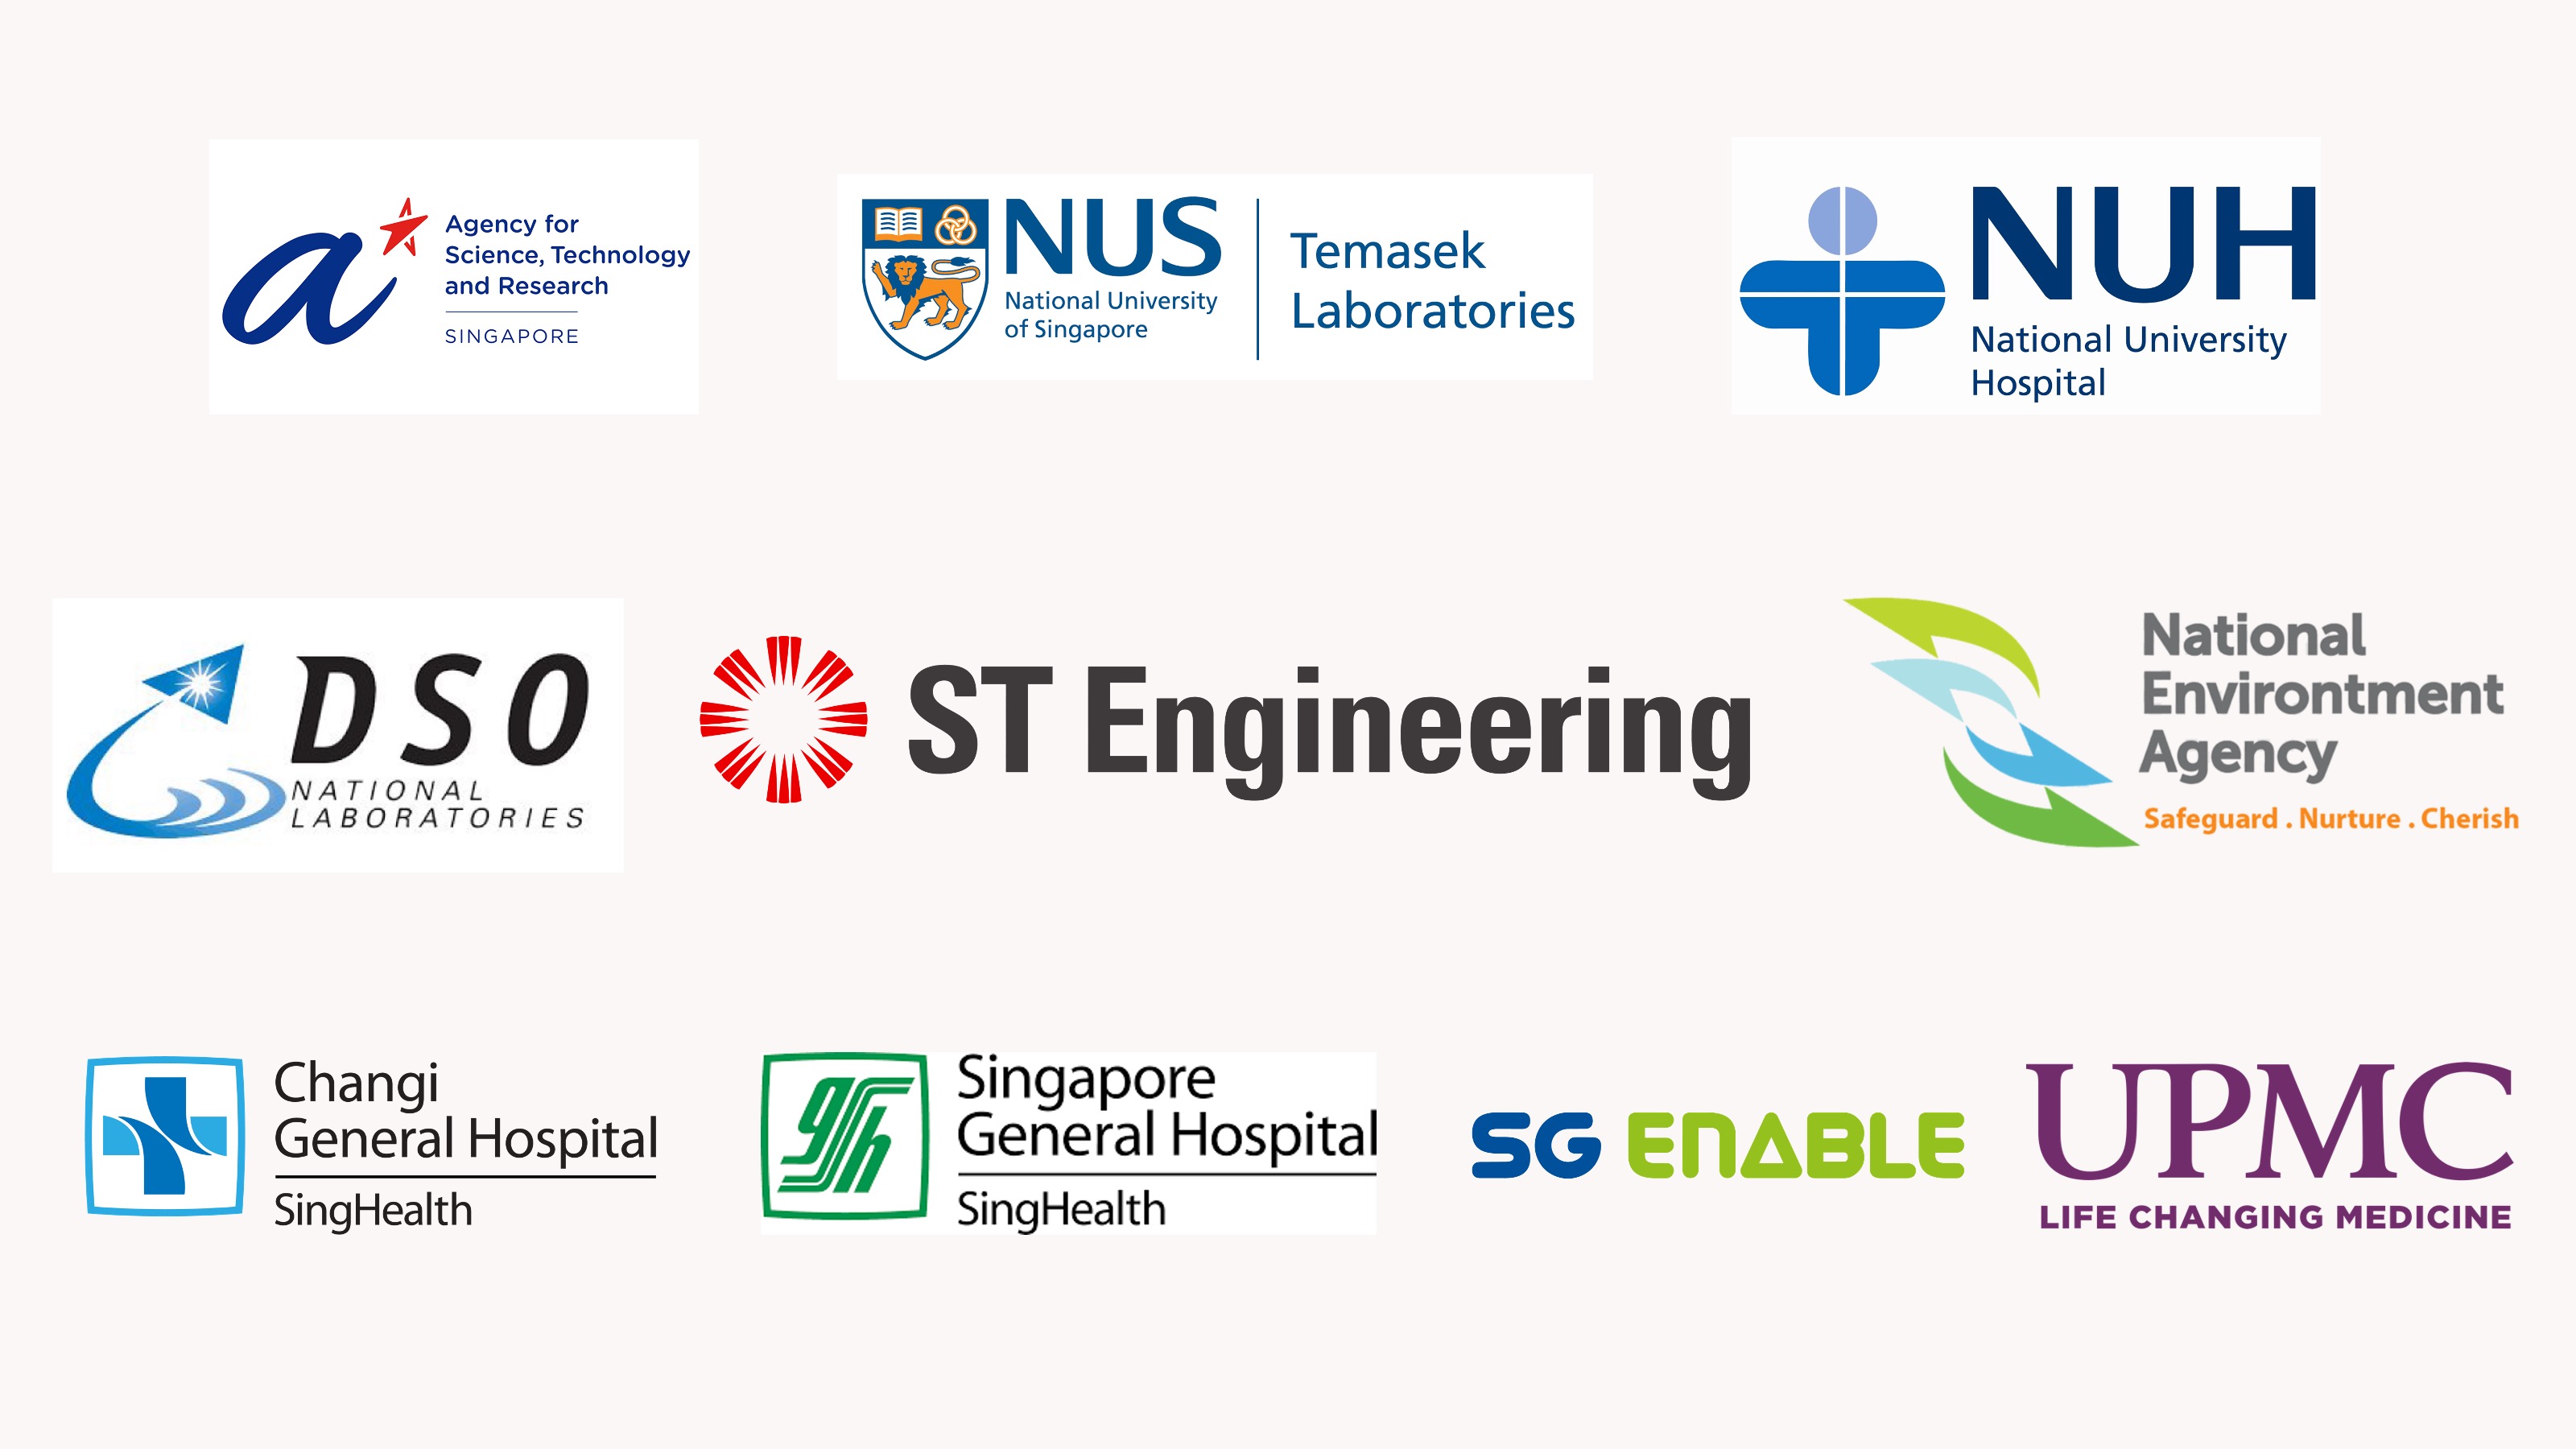 a
Agency for
Science, Technology
and Research
SINGAPORE
NUS
National University
of Singapore
Temasek
Laboratories
NUH
National University
Hospital
DSO
NATIONAL
LABORATORIES
ST Engineering
National
Environtment
Agency
Safeguard . Nurture . Cherish
Changi
General Hospital
SingHealth
gsh
Singapore
General Hospital
SingHealth
SG ENABLE
UPMC
LIFE CHANGING MEDICINE